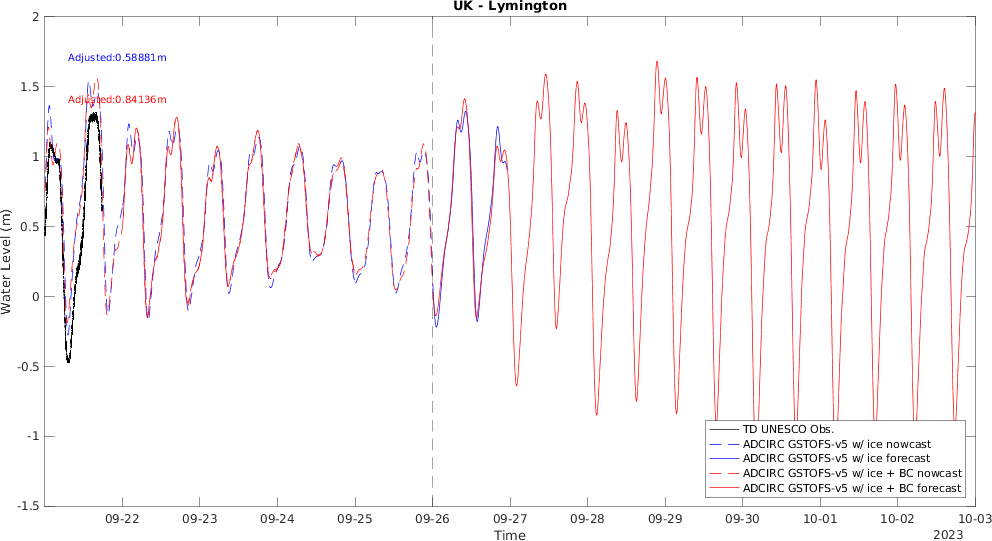 UK - Lymington
2
1.5
1
0.5
0
-0.5
-1
-1.5
Water Level (m)
Adjusted:0.58881m
Adjusted:0.84136m
TD UNESCO Obs.
ADCIRC GSTOFS-v5 w/ ice nowcast
ADCIRC GSTOFS-v5 w/ ice forecast
ADCIRC GSTOFS-v5 w/ ice + BC nowcast
ADCIRC GSTOFS-v5 w/ ice + BC forecast
09-22 09-23 09-24 09-25 09-26 09-27 09-28 09-29 09-30 10-01 10-02 10-03
Time
2023